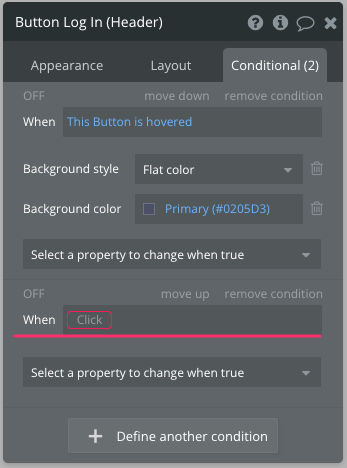 Button Log In (Header)
Appearance Layout Conditional (2)
OFF move down remove condition
When This Button is hovered
Background style Flat color
Background color Primary (#0205D3)
Select a property to change when true
OFF move up remove condition
When Click
Select a property to change when true
+ Define another condition